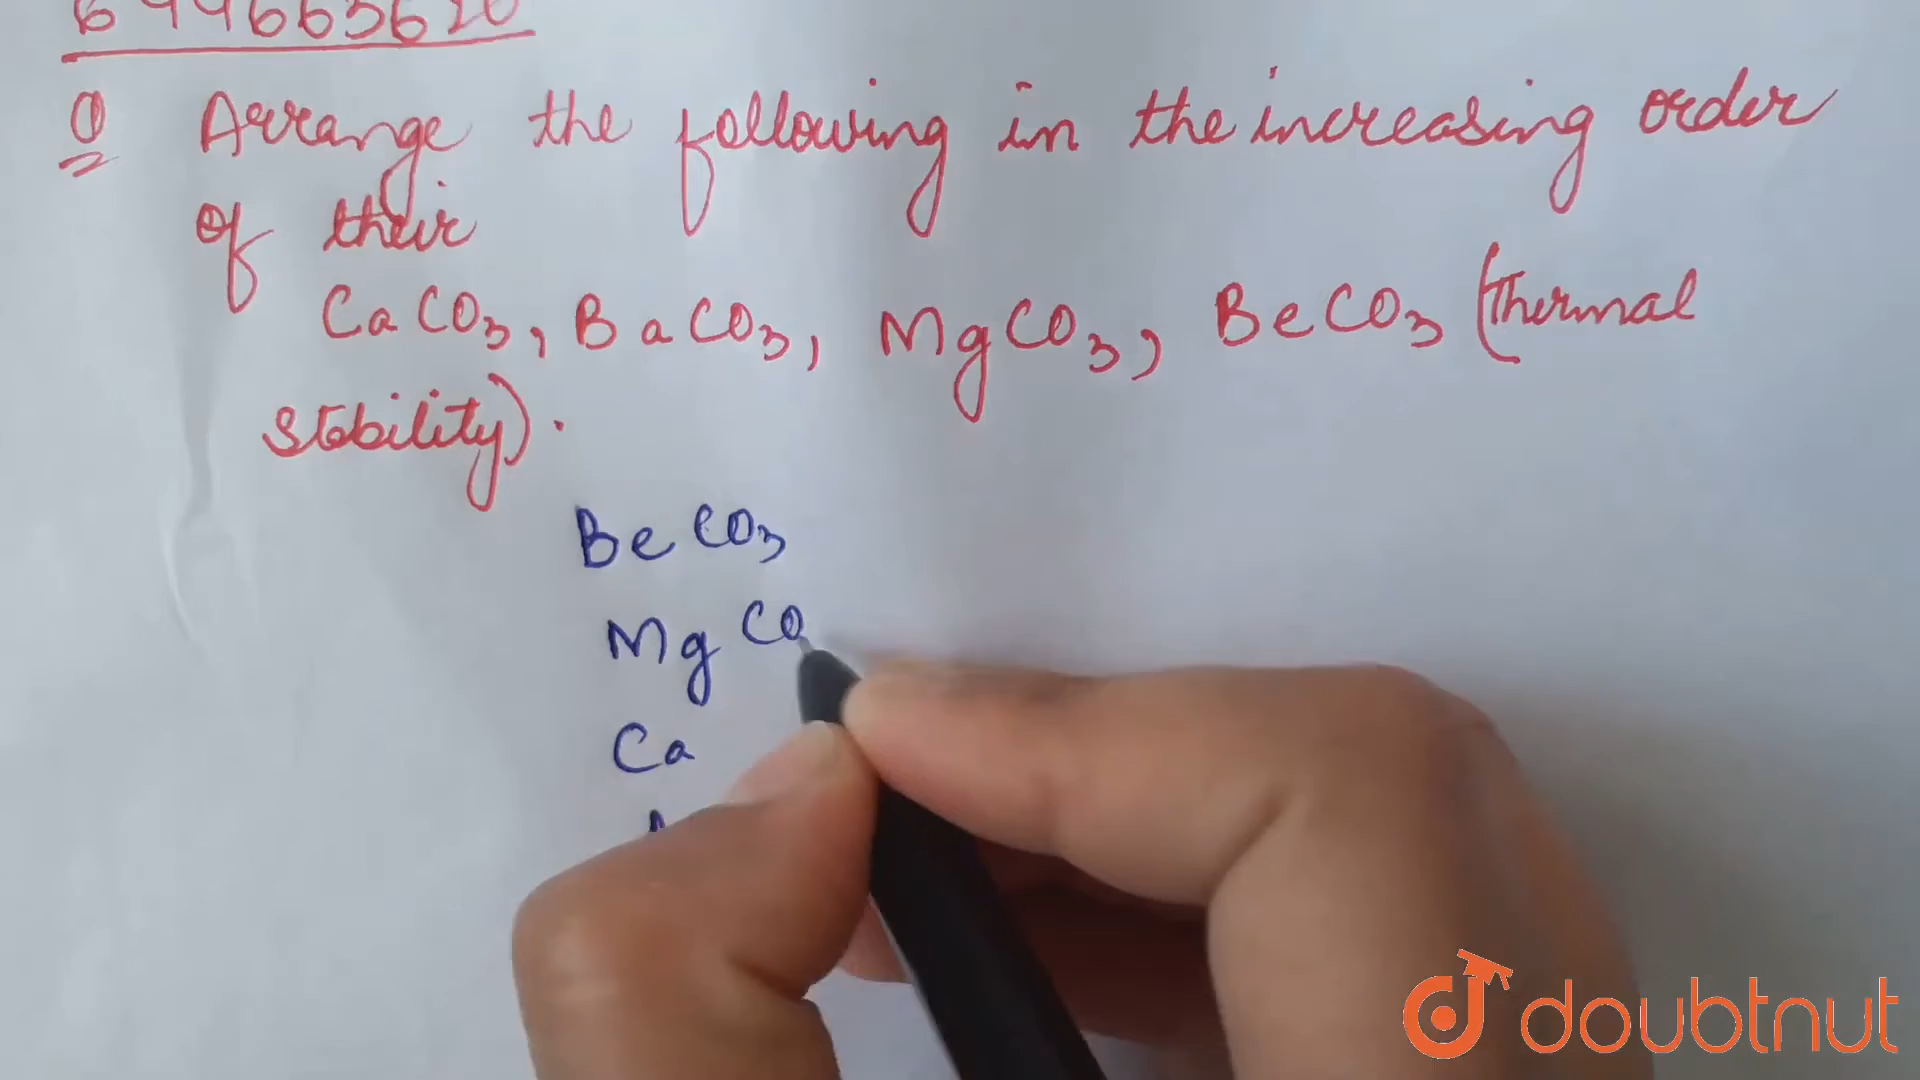 Q Arrange the following in the increasing order
of their
CaCO3, BaCO3, MgCO3, BeCO3 (Thermal
stability).
BeCO3
MgCO
Ca
doubtnut